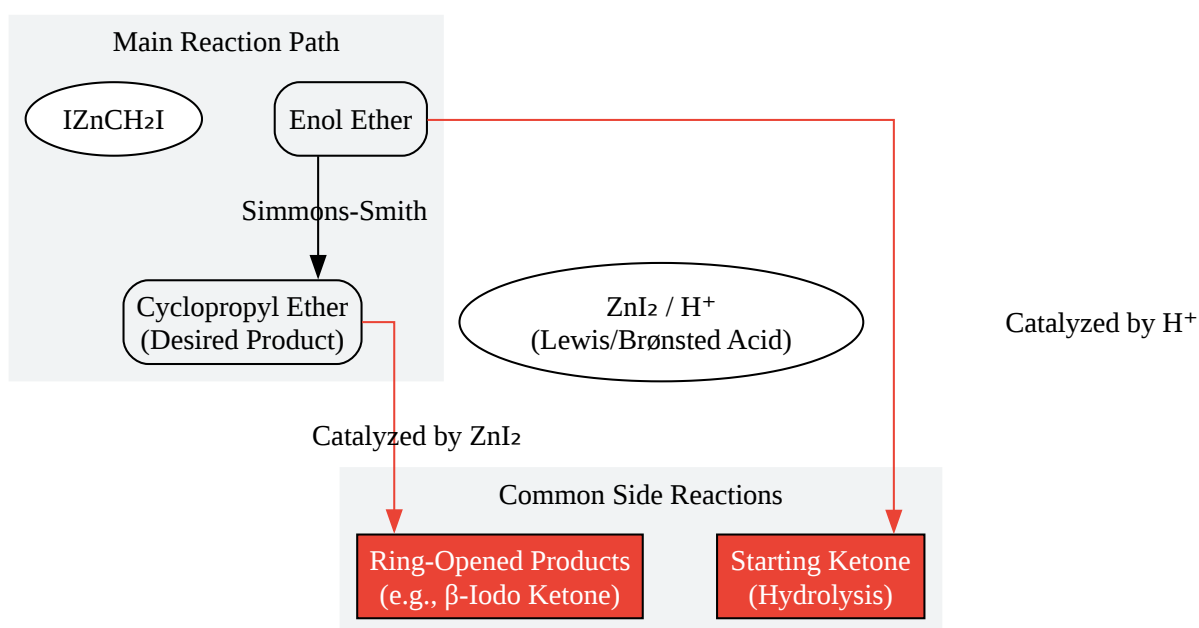 Main Reaction Path
IZnCH₂I
Enol Ether
Simmons-Smith
Cyclopropyl Ether
(Desired Product)
ZnI₂ / H⁺
(Lewis/Brønsted Acid)
Catalyzed by H⁺
Catalyzed by ZnI₂
Common Side Reactions
Ring-Opened Products
(e.g., β-Iodo Ketone)
Starting Ketone
(Hydrolysis)